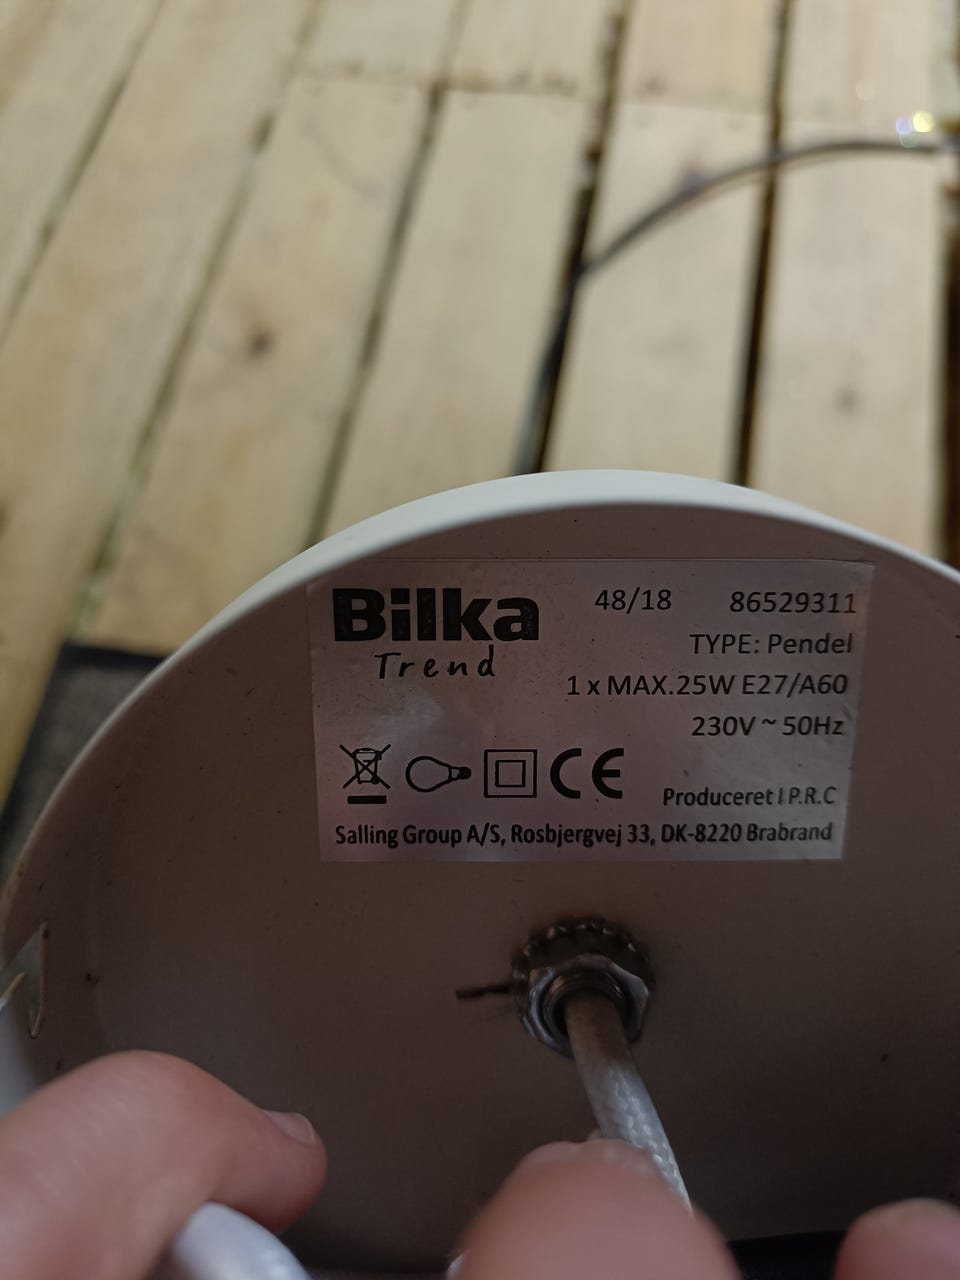 Bilka 48/18 86529311
Trend TYPE: Pendel
1 x MAX.25W E27/A60
230V ~ 50Hz
CE
Produceret I P.R.C
Salling Group A/S, Rosbjergvej 33, DK-8220 Brabrand